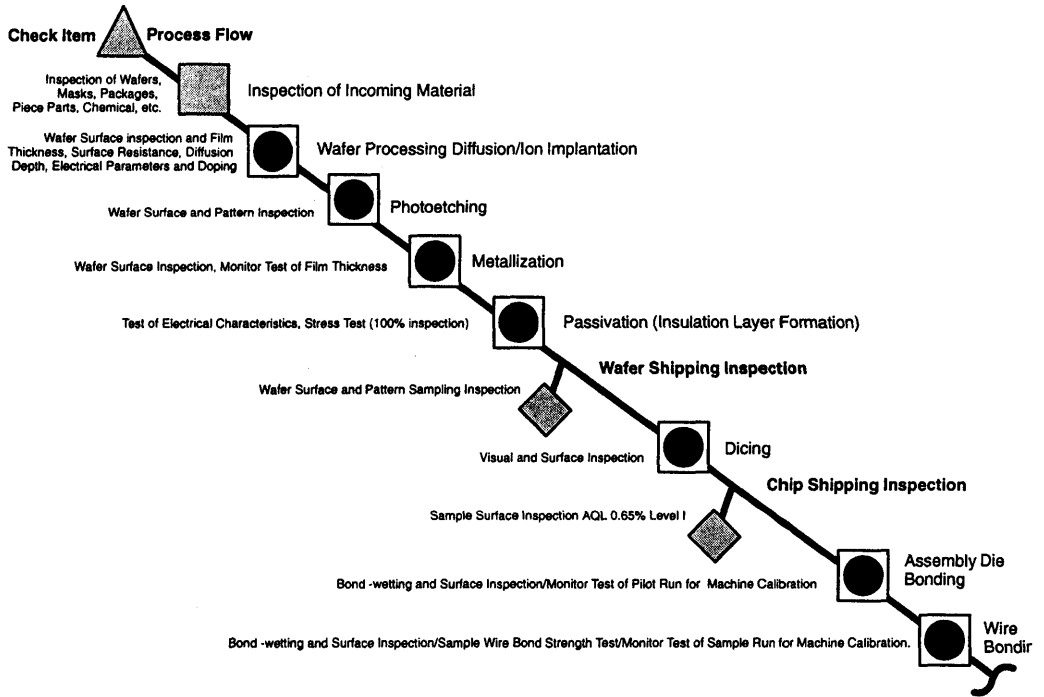 Check Item
Process Flow
Inspection of Wafers,
Masks, Packages,
Piece Parts, Chemical, etc.
Inspection of Incoming Material
Wafer Surface inspection and Film
Thickness, Surface Resistance, Diffusion
Depth, Electrical Parameters and Doping
Wafer Processing Diffusion/Ion Implantation
Wafer Surface and Pattern Inspection
Photoetching
Wafer Surface Inspection, Monitor Test of Film Thickness
Metallization
Test of Electrical Characteristics, Stress Test (100% inspection)
Passivation (Insulation Layer Formation)
Wafer Shipping Inspection
Wafer Surface and Pattern Sampling Inspection
Visual and Surface Inspection
Dicing
Chip Shipping Inspection
Sample Surface Inspection AQL 0.65% Level I
Bond -wetting and Surface Inspection/Monitor Test of Pilot Run for Machine Calibration
Assembly Die
Bonding
Bond -wetting and Surface Inspection/Sample Wire Bond Strength Test/Monitor Test of Sample Run for Machine Calibration.
Wire
Bondir